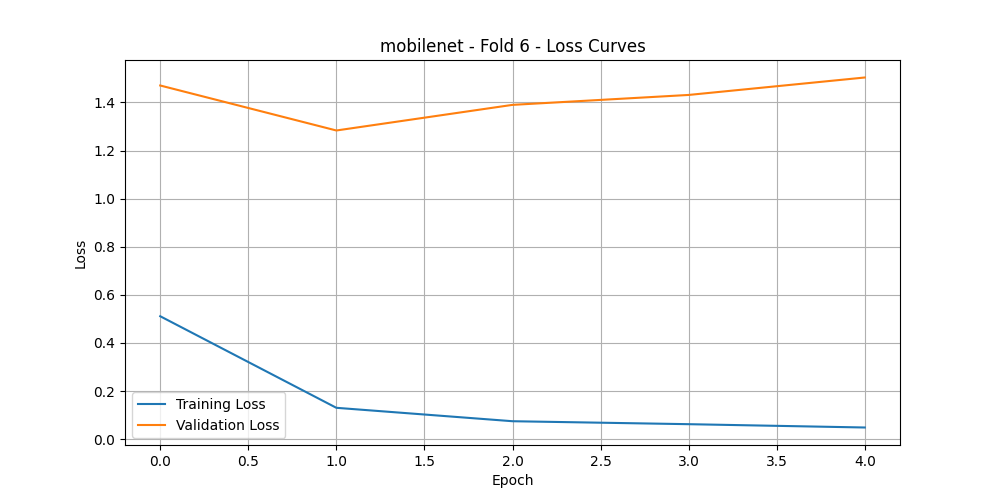 mobilenet - Fold 6 - Loss Curves
Loss
1.4
1.2
1.0
0.8
0.6
0.4
0.2
0.0
Training Loss
Validation Loss
0.0 0.5 1.0 1.5 2.0 2.5 3.0 3.5 4.0
Epoch